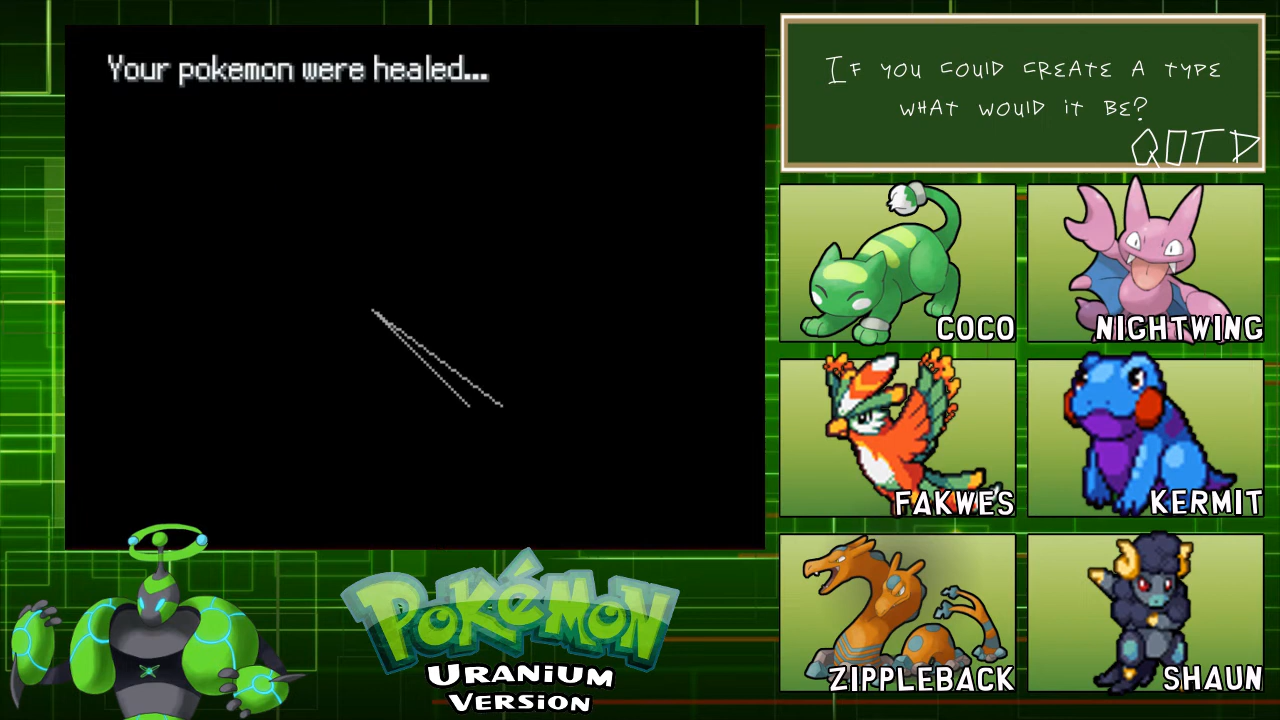 Your pokemon were healed...
If you could create a type
what would it be?
QOTD
COCO
NIGHTWING
FAKWES
KERMIT
ZIPPLEBACK
SHAUN
POKéMON
URANiUM
VERSiON